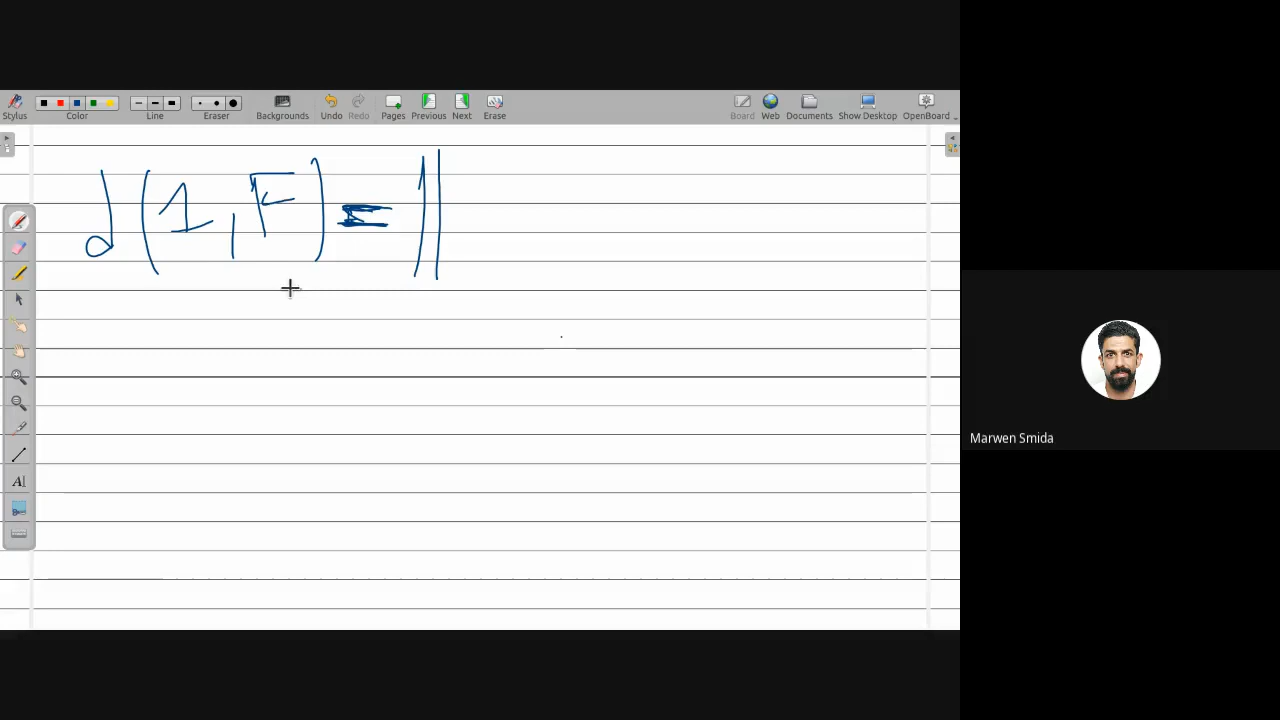 Stylus Color Line Eraser Backgrounds Undo Redo Pages Previous Next Erase Board Web Documents Show Desktop OpenBoard
d(1, F) = ||
Marwen Smida